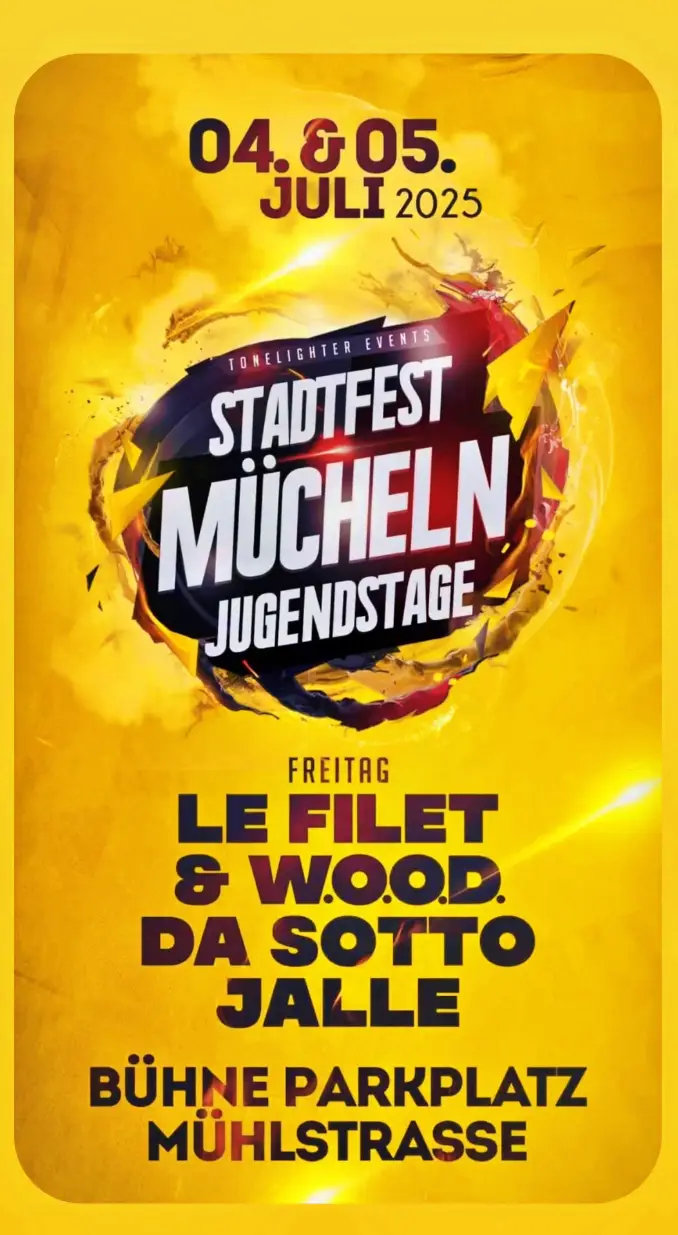 04. & 05.
JULI 2025
TONELIGHTER EVENTS
STADTFEST
MÜCHELN
JUGENDSTAGE
FREITAG
LE FILET
& W.O.O.D.
DA SOTTO
JALLE
BÜHNE PARKPLATZ
MÜHLSTRASSE